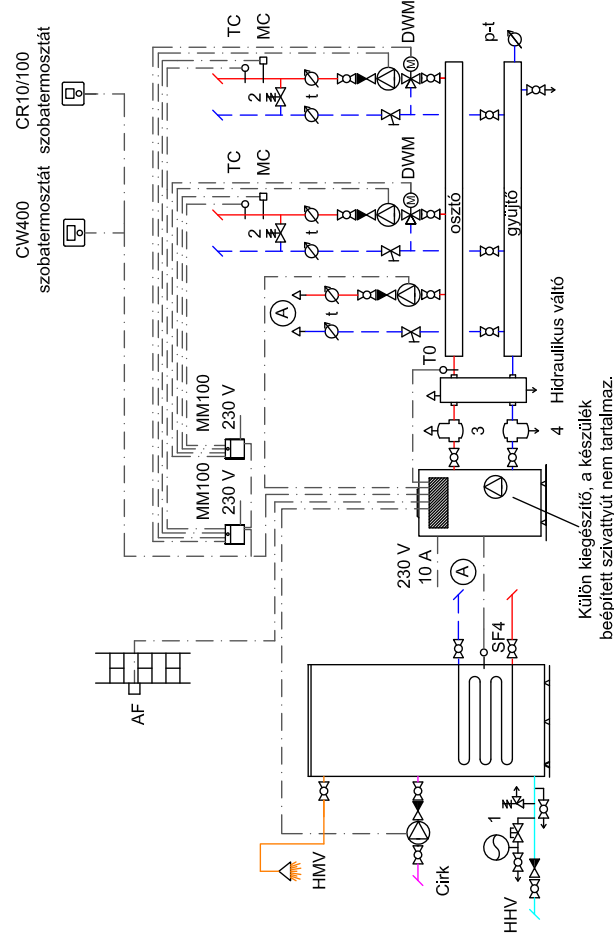 CR10/100
szobatermosztát
CW400
szobatermosztát
TC
MC
DWM
2
t
M
p-t
TC
MC
DWM
2
t
M
osztó
gyűjtő
A
t
T0
Hidraulikus váltó
MM100
230 V
MM100
230 V
3
4
230 V
10 A
A
SF4
Külön kiegészítő, a készülék
beépített szivattyút nem tartalmaz.
AF
HMV
Cirk
HHV
1